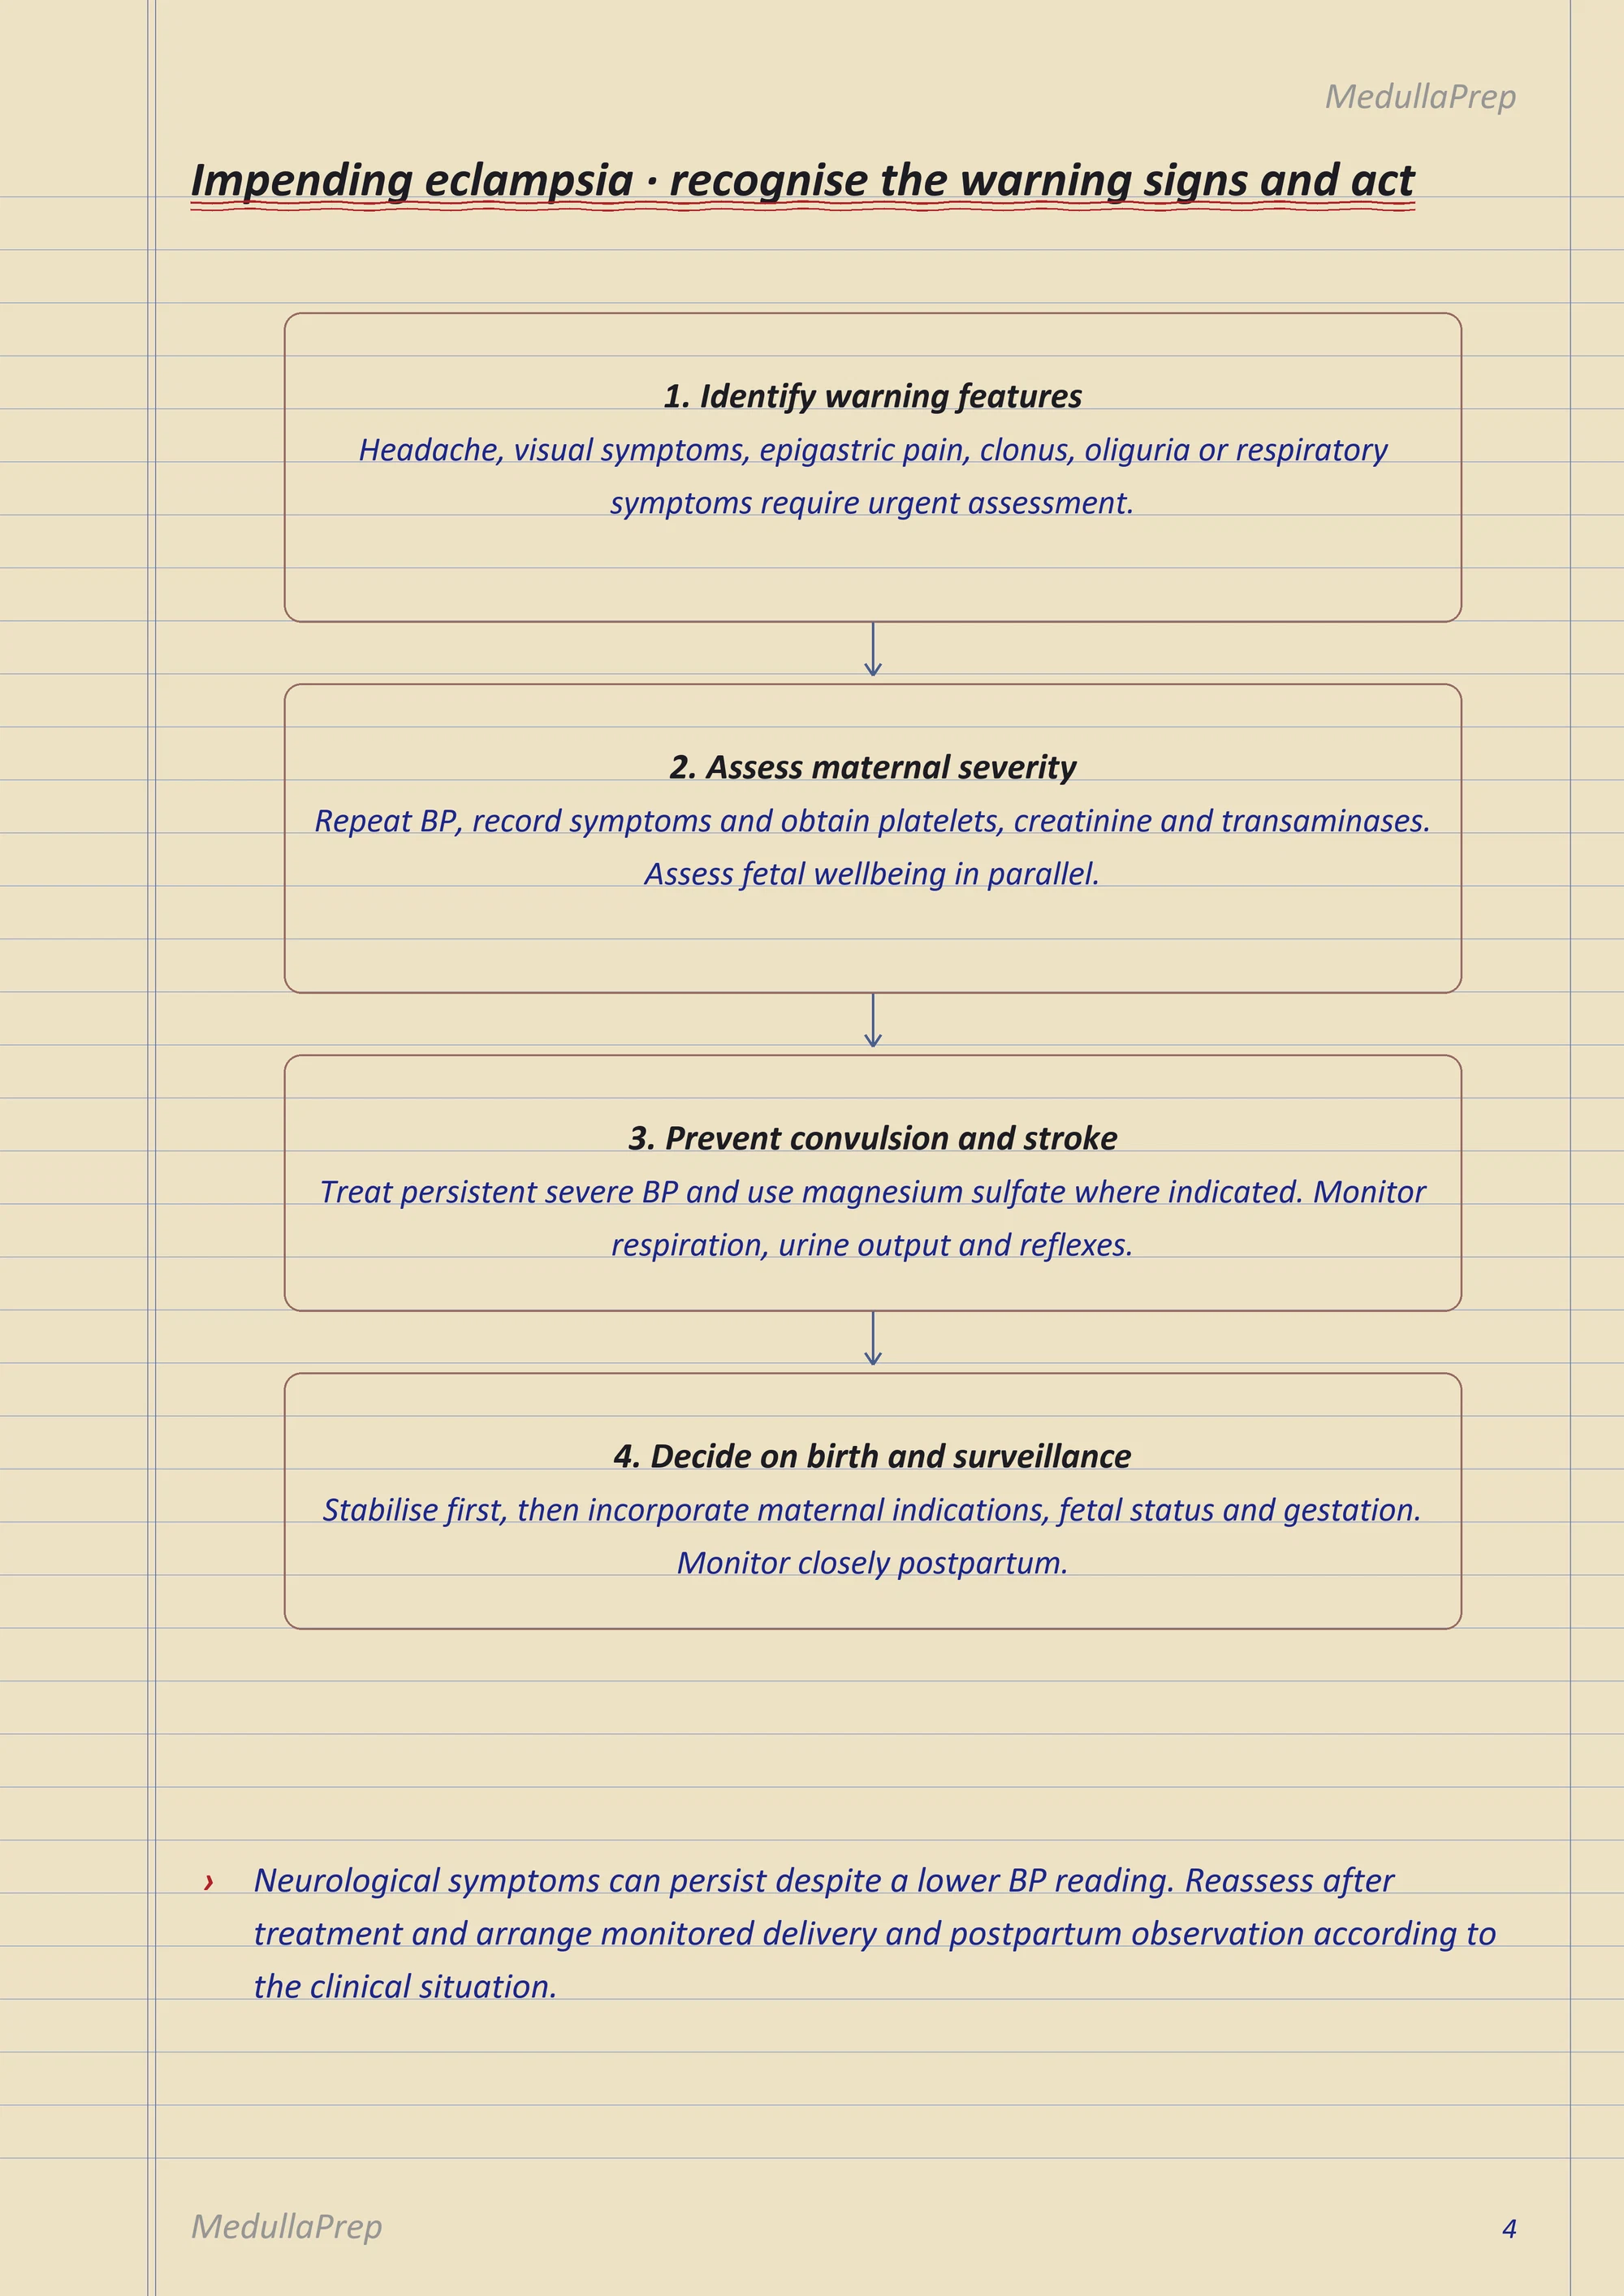 MedullaPrep
Impending eclampsia · recognise the warning signs and act
1. Identify warning features
Headache, visual symptoms, epigastric pain, clonus, oliguria or respiratory
symptoms require urgent assessment.
2. Assess maternal severity
Repeat BP, record symptoms and obtain platelets, creatinine and transaminases.
Assess fetal wellbeing in parallel.
3. Prevent convulsion and stroke
Treat persistent severe BP and use magnesium sulfate where indicated. Monitor
respiration, urine output and reflexes.
4. Decide on birth and surveillance
Stabilise first, then incorporate maternal indications, fetal status and gestation.
Monitor closely postpartum.
› Neurological symptoms can persist despite a lower BP reading. Reassess after
treatment and arrange monitored delivery and postpartum observation according to
the clinical situation.
MedullaPrep
4